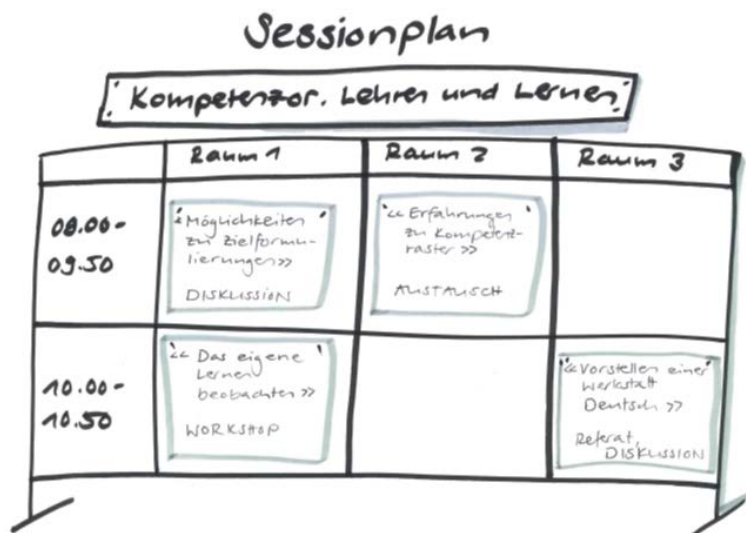 Sessionplan
Kompetenzor. Lehren und Lernen
Raum 1 Raum 2 Raum 3
08.00-
09.50
«Möglichkeiten
zu Zielformu-
lierungen»
DISKUSSION
«Erfahrungen
zu Kompetenz-
raster»
AUSTAUSCH
10.00-
10.50
«Das eigene
Lernen
beobachten»
WORKSHOP
«Vorstellen einer
Werkstatt
Deutsch»
Referat,
DISKUSSION